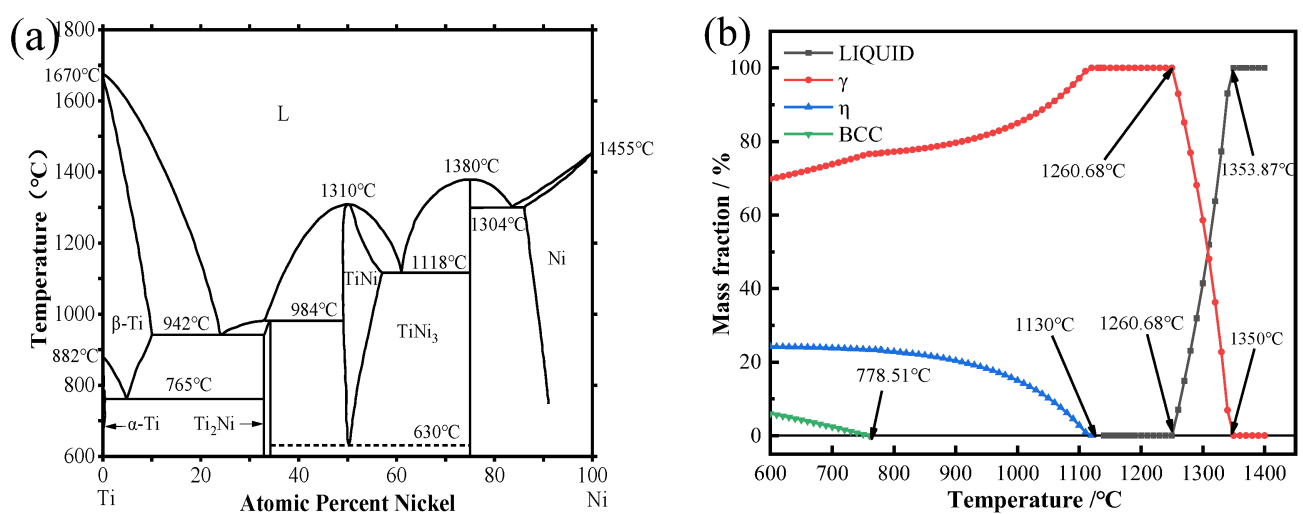 (a)
1800
1600
1400
1200
1000
800
600
Temperature (℃)
1670℃
L
1455℃
1380℃
1310℃
1304℃
TiNi
1118℃
Ni
984℃
β-Ti
942℃
TiNi3
882℃
765℃
α-Ti
Ti2Ni
630℃
0
20
40
60
80
100
Ti
Atomic Percent Nickel
Ni
(b)
LIQUID
γ
η
BCC
100
80
60
40
20
0
Mass fraction / %
1260.68℃
1353.87℃
778.51℃
1130℃
1260.68℃
1350℃
600
700
800
900
1000
1100
1200
1300
1400
Temperature /℃